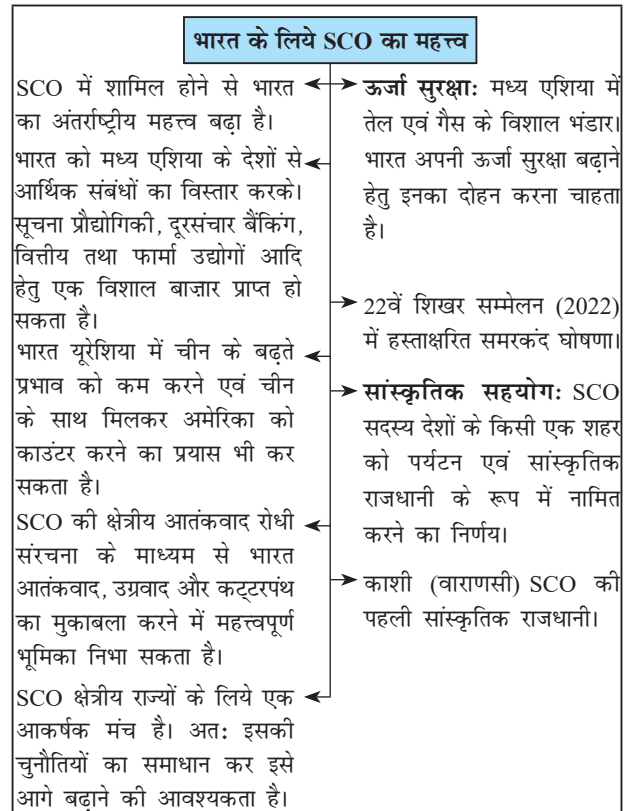 भारत के लिये SCO का महत्त्व
SCO में शामिल होने से भारत
का अंतर्राष्ट्रीय महत्त्व बढ़ा है।
भारत को मध्य एशिया के देशों से
आर्थिक संबंधों का विस्तार करके।
सूचना प्रौद्योगिकी, दूरसंचार बैंकिंग,
वित्तीय तथा फार्मा उद्योगों आदि
हेतु एक विशाल बाज़ार प्राप्त हो
सकता है।
भारत यूरेशिया में चीन के बढ़ते
प्रभाव को कम करने एवं चीन
के साथ मिलकर अमेरिका को
काउंटर करने का प्रयास भी कर
सकता है।
SCO की क्षेत्रीय आतंकवाद रोधी
संरचना के माध्यम से भारत
आतंकवाद, उग्रवाद और कट्टरपंथ
का मुकाबला करने में महत्त्वपूर्ण
भूमिका निभा सकता है।
SCO क्षेत्रीय राज्यों के लिये एक
आकर्षक मंच है। अतः इसकी
चुनौतियों का समाधान कर इसे
आगे बढ़ाने की आवश्यकता है।
ऊर्जा सुरक्षाः मध्य एशिया में
तेल एवं गैस के विशाल भंडार।
भारत अपनी ऊर्जा सुरक्षा बढ़ाने
हेतु इनका दोहन करना चाहता
है।
22वें शिखर सम्मेलन (2022)
में हस्ताक्षरित समरकंद घोषणा।
सांस्कृतिक सहयोगः SCO
सदस्य देशों के किसी एक शहर
को पर्यटन एवं सांस्कृतिक
राजधानी के रूप में नामित
करने का निर्णय।
काशी (वाराणसी) SCO की
पहली सांस्कृतिक राजधानी।